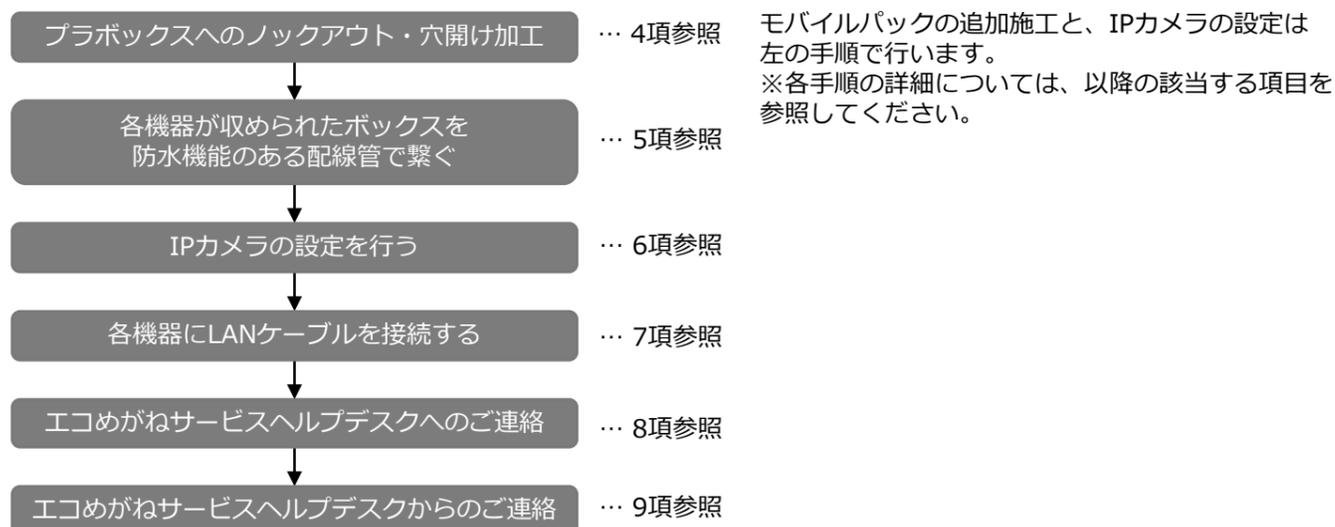 プラボックスへのノックアウト・穴開け加工
… 4項参照
各機器が収められたボックスを
防水機能のある配線管で繋ぐ
… 5項参照
IPカメラの設定を行う
… 6項参照
各機器にLANケーブルを接続する
… 7項参照
エコめがねサービスヘルプデスクへのご連絡
… 8項参照
エコめがねサービスヘルプデスクからのご連絡
… 9項参照
モバイルパックの追加施工と、IPカメラの設定は
左の手順で行います。
※各手順の詳細については、以降の該当する項目を
参照してください。